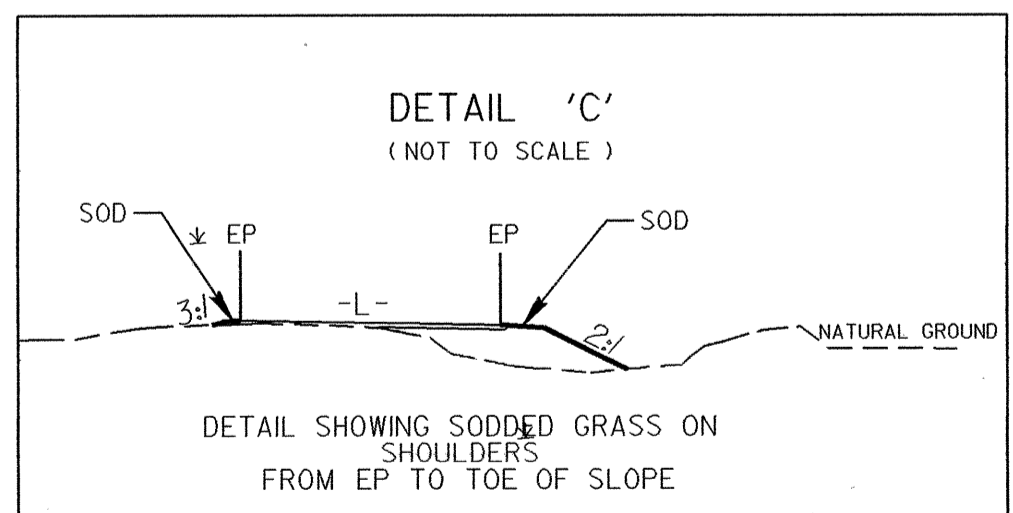 DETAIL 'C'
(NOT TO SCALE)
SOD
EP
EP
SOD
3:1
-L-
2:1
NATURAL GROUND
DETAIL SHOWING SODDED GRASS ON
SHOULDERS
FROM EP TO TOE OF SLOPE